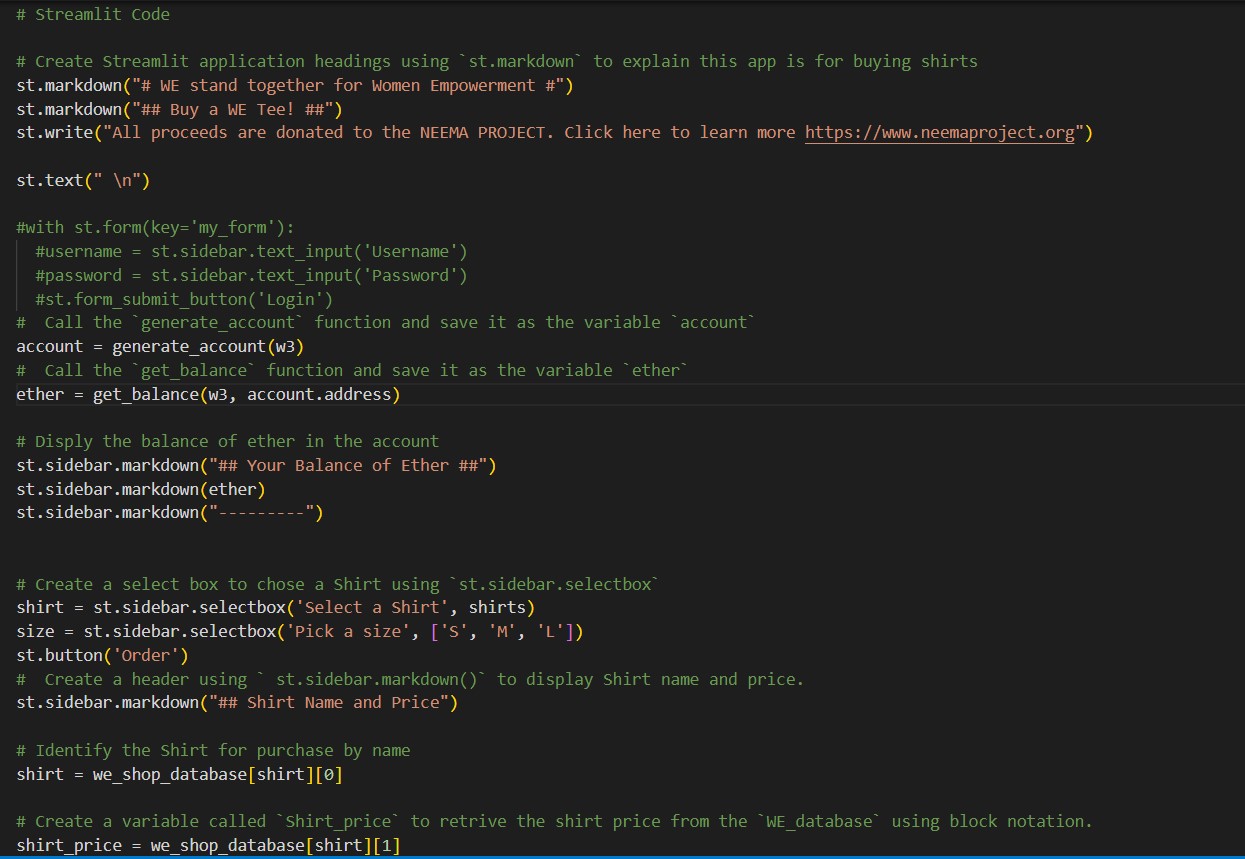 # Streamlit Code
# Create Streamlit application headings using `st.markdown` to explain this app is for buying shirts
st.markdown("# WE stand together for Women Empowerment #")
st.markdown("## Buy a WE Tee! ##")
st.write("All proceeds are donated to the NEEMA PROJECT. Click here to learn more https://www.neemaproject.org")
st.text(" \n")
#with st.form(key='my_form'):
#username = st.sidebar.text_input('Username')
#password = st.sidebar.text_input('Password')
#st.form_submit_button('Login')
#  Call the `generate_account` function and save it as the variable `account`
account = generate_account(w3)
#  Call the `get_balance` function and save it as the variable `ether`
ether = get_balance(w3, account.address)
# Disply the balance of ether in the account
st.sidebar.markdown("## Your Balance of Ether ##")
st.sidebar.markdown(ether)
st.sidebar.markdown("---------")
# Create a select box to chose a Shirt using `st.sidebar.selectbox`
shirt = st.sidebar.selectbox('Select a Shirt', shirts)
size = st.sidebar.selectbox('Pick a size', ['S', 'M', 'L'])
st.button('Order')
#  Create a header using ` st.sidebar.markdown()` to display Shirt name and price.
st.sidebar.markdown("## Shirt Name and Price")
# Identify the Shirt for purchase by name
shirt = we_shop_database[shirt][0]
# Create a variable called `Shirt_price` to retrive the shirt price from the `WE_database` using block notation.
shirt_price = we_shop_database[shirt][1]